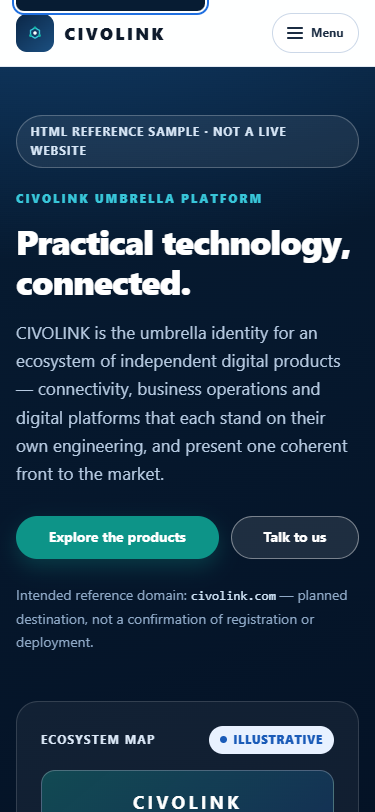 CIVOLINK
Menu
HTML REFERENCE SAMPLE · NOT A LIVE
WEBSITE
CIVOLINK UMBRELLA PLATFORM
Practical technology,
connected.
CIVOLINK is the umbrella identity for an
ecosystem of independent digital products
— connectivity, business operations and
digital platforms that each stand on their
own engineering, and present one coherent
front to the market.
Explore the products
Talk to us
Intended reference domain: civolink.com — planned
destination, not a confirmation of registration or
deployment.
ECOSYSTEM MAP
ILLUSTRATIVE
CIVOLINK